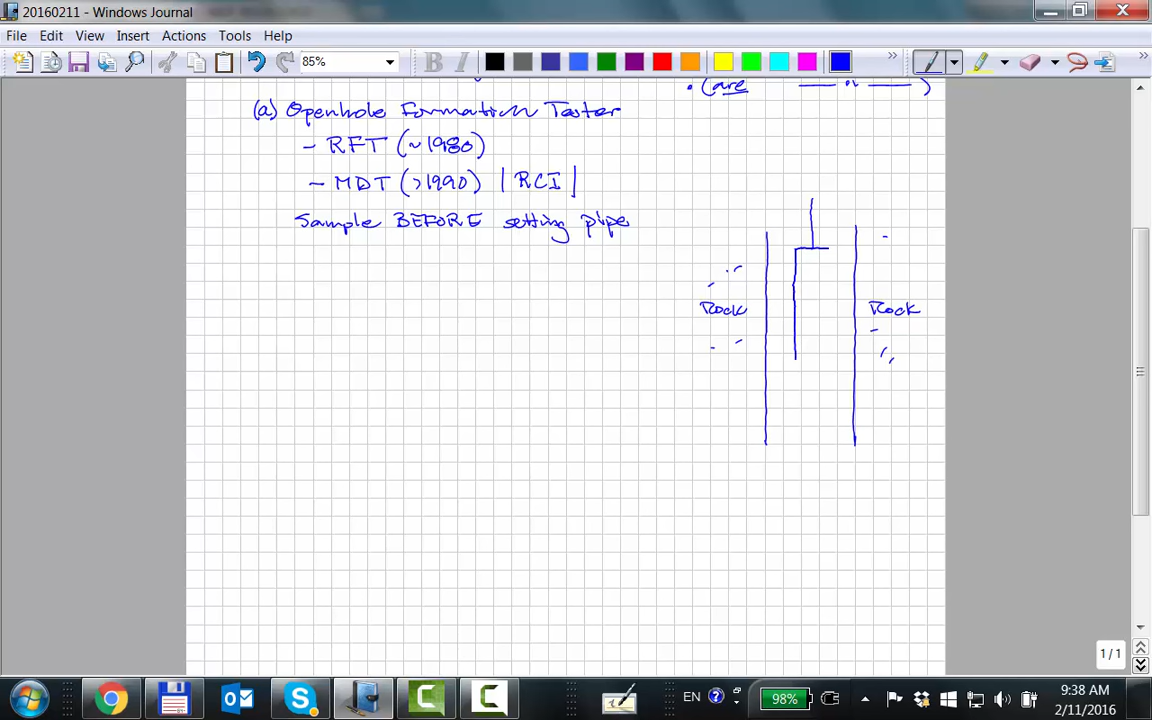 20160211 - Windows Journal
File Edit View Insert Actions Tools Help
85%
B I
• (are
(a) Openhole Formation Tester
- RFT (~1980)
- MDT (>1990) | RCI |
Sample BEFORE setting pipe
Rock
Rock
1 / 1
EN
98%
9:38 AM
2/11/2016